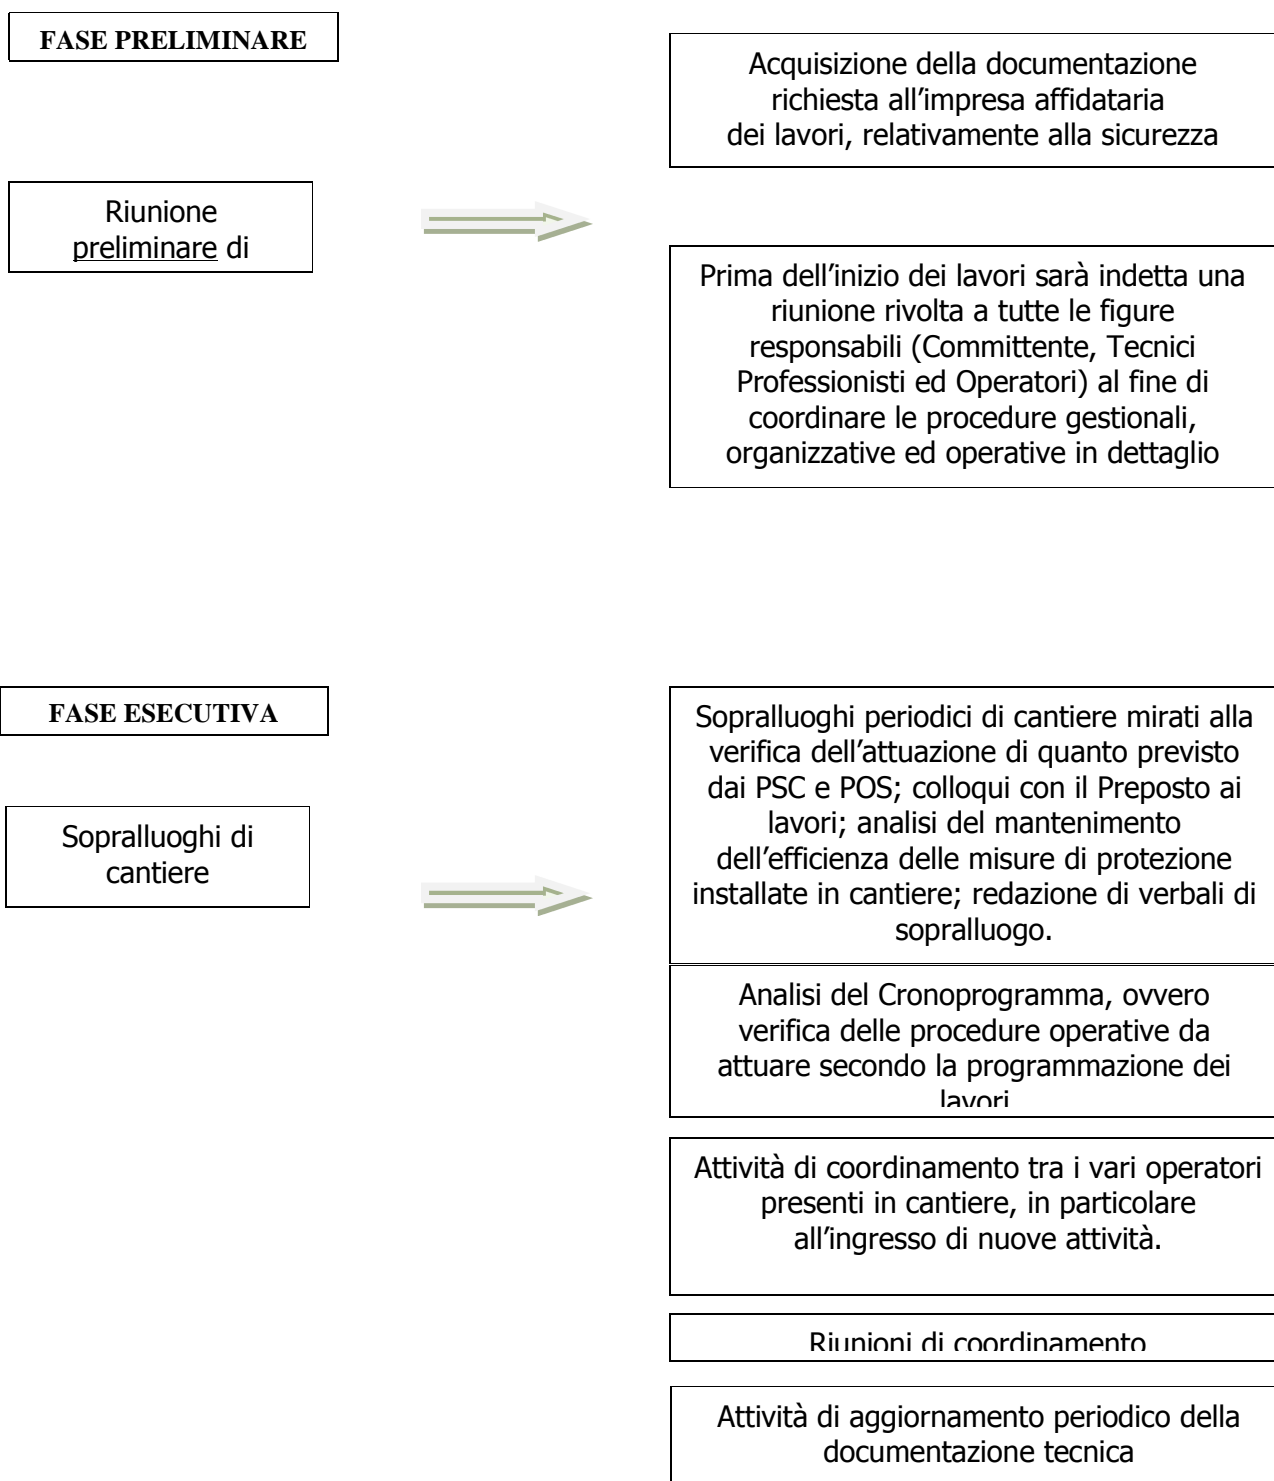 FASE PRELIMINARE
Acquisizione della documentazione
richiesta all’impresa affidataria
dei lavori, relativamente alla sicurezza
Riunione
preliminare di
Prima dell’inizio dei lavori sarà indetta una
riunione rivolta a tutte le figure
responsabili (Committente, Tecnici
Professionisti ed Operatori) al fine di
coordinare le procedure gestionali,
organizzative ed operative in dettaglio
FASE ESECUTIVA
Sopralluoghi di
cantiere
Sopralluoghi periodici di cantiere mirati alla
verifica dell’attuazione di quanto previsto
dai PSC e POS; colloqui con il Preposto ai
lavori; analisi del mantenimento
dell’efficienza delle misure di protezione
installate in cantiere; redazione di verbali di
sopralluogo.
Analisi del Cronoprogramma, ovvero
verifica delle procedure operative da
attuare secondo la programmazione dei
lavori
Attività di coordinamento tra i vari operatori
presenti in cantiere, in particolare
all’ingresso di nuove attività.
Riunioni di coordinamento
Attività di aggiornamento periodico della
documentazione tecnica